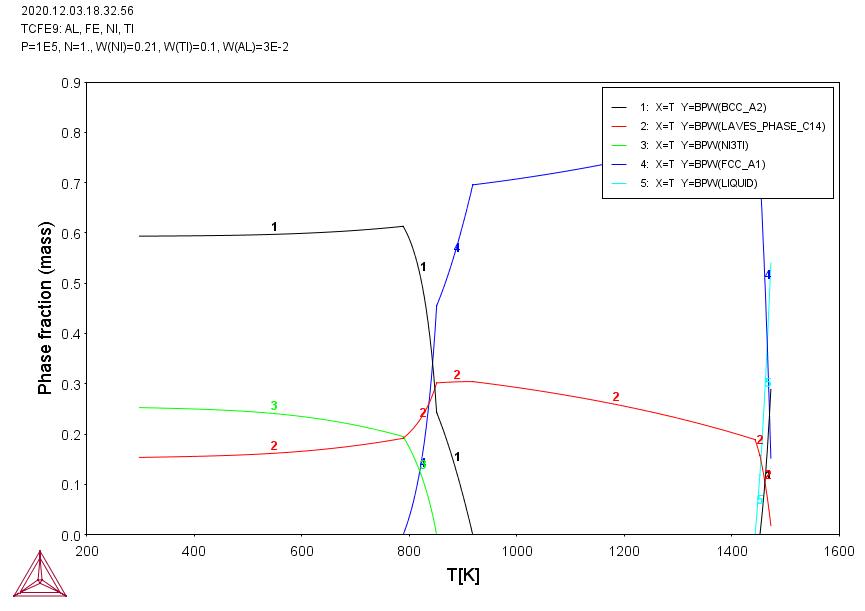 2020.12.03.18.32.56
TCFE9: AL, FE, NI, TI
P=1E5, N=1., W(NI)=0.21, W(TI)=0.1, W(AL)=3E-2
0.9
0.8
0.7
0.6
0.5
0.4
0.3
0.2
0.1
0.0
Phase fraction (mass)
1: X=T Y=BPW(BCC_A2)
2: X=T Y=BPW(LAVES_PHASE_C14)
3: X=T Y=BPW(NI3TI)
4: X=T Y=BPW(FCC_A1)
5: X=T Y=BPW(LIQUID)
1
1
4
4
2
2
5
3
2
2
2
4
1
5
200 400 600 800 1000 1200 1400 1600
T[K]